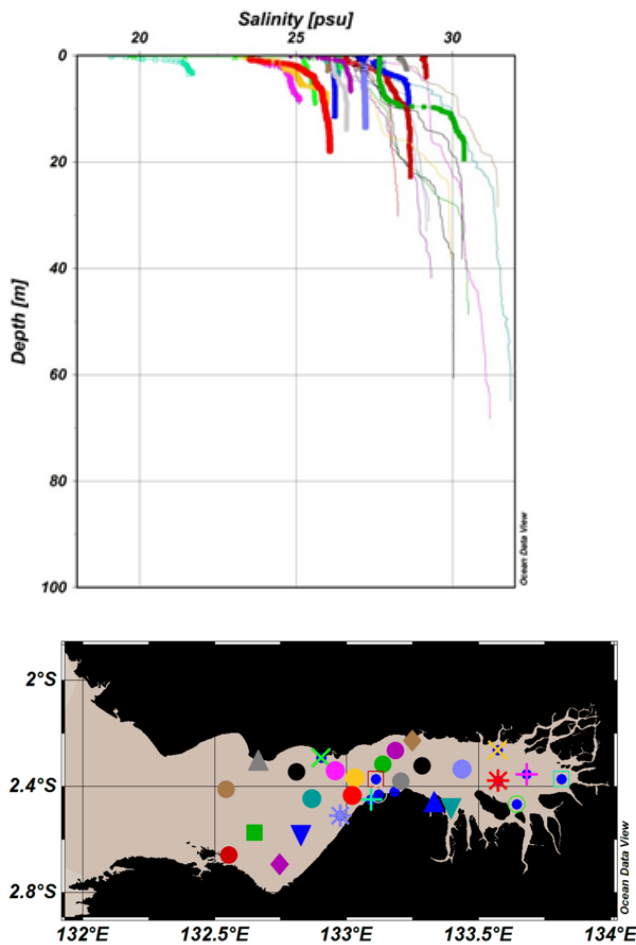 Salinity [psu]
20 25 30
0
20
40
60
80
100
Depth [m]
Ocean Data View
2°S
2.4°S
2.8°S
132°E 132.5°E 133°E 133.5°E 134°E
Ocean Data View